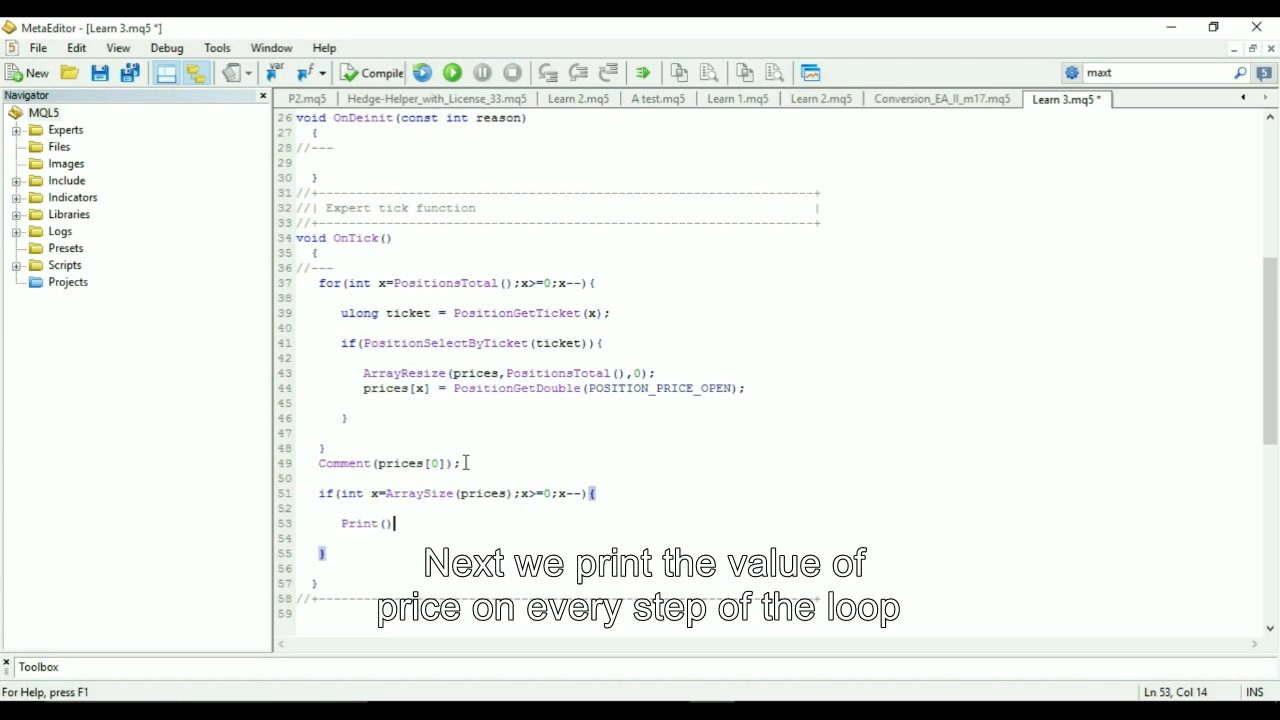 MetaEditor - [Learn 3.mq5 *]
File Edit View Debug Tools Window Help
New var Compile maxt 5
Navigator
P2.mq5 Hedge-Helper_with_License_33.mq5 Learn 2.mq5 A test.mq5 Learn 1.mq5 Learn 2.mq5 Conversion_EA_II_m17.mq5 Learn 3.mq5 *
MQL5
Experts
Files
Images
Include
Indicators
Libraries
Logs
Presets
Scripts
Projects
26 void OnDeinit(const int reason)
27 {
28 //---
29
30 }
31 //+------------------------------------------------------------------+
32 //| Expert tick function |
33 //+------------------------------------------------------------------+
34 void OnTick()
35 {
36 //---
37 for(int x=PositionsTotal();x>=0;x--){
38
39 ulong ticket = PositionGetTicket(x);
40
41 if(PositionSelectByTicket(ticket)){
42
43 ArrayResize(prices,PositionsTotal(),0);
44 prices[x] = PositionGetDouble(POSITION_PRICE_OPEN);
45
46 }
47
48 }
49 Comment(prices[0]);
50
51 if(int x=ArraySize(prices);x>=0;x--){
52
53 Print()
54
55 }
56
57 }
58 //+------------------------------------------------------------------+
59
Next we print the value of
price on every step of the loop
Toolbox
For Help, press F1 Ln 53, Col 14 INS